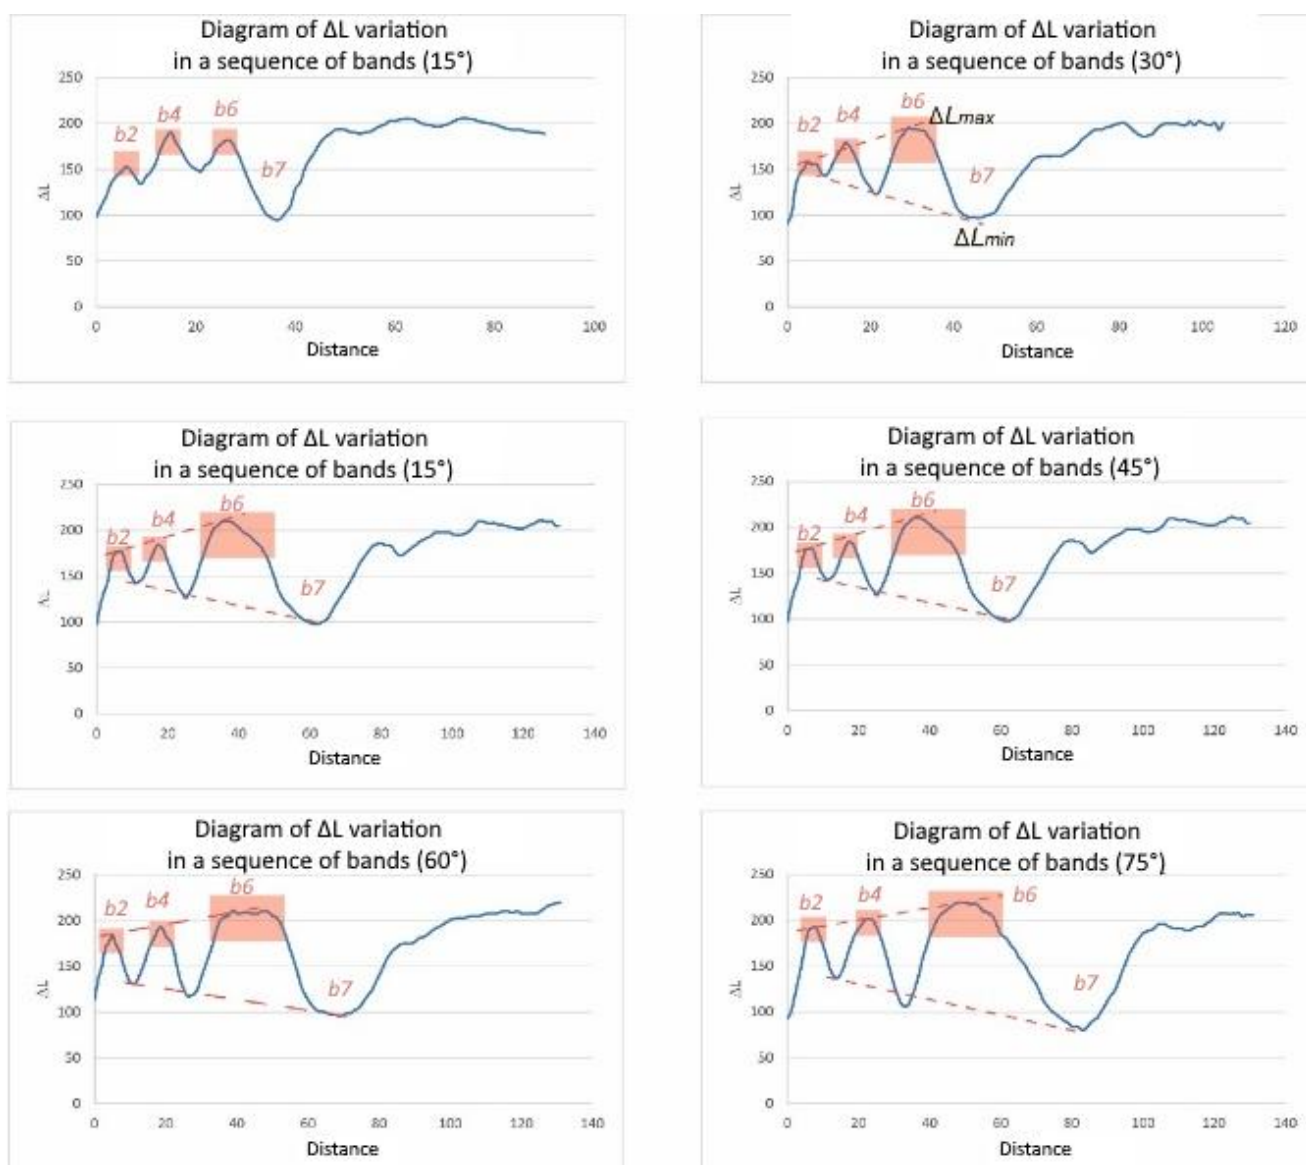 Diagram of ΔL variation
in a sequence of bands (15°)
250
200
150
100
50
0
ΔL
b2
b4
b6
b7
0 20 40 60 80 100
Distance
Diagram of ΔL variation
in a sequence of bands (30°)
250
200
150
100
50
0
ΔL
b2
b4
b6
ΔLmax
b7
ΔLmin
0 20 40 60 80 100 120
Distance
Diagram of ΔL variation
in a sequence of bands (15°)
250
200
150
100
50
0
ΔL
b2
b4
b6
b7
0 20 40 60 80 100 120 140
Distance
Diagram of ΔL variation
in a sequence of bands (45°)
250
200
150
100
50
0
ΔL
b2
b4
b6
b7
0 20 40 60 80 100 120 140
Distance
Diagram of ΔL variation
in a sequence of bands (60°)
250
200
150
100
50
0
ΔL
b2
b4
b6
b7
0 20 40 60 80 100 120 140
Distance
Diagram of ΔL variation
in a sequence of bands (75°)
250
200
150
100
50
0
ΔL
b2
b4
b6
b7
0 20 40 60 80 100 120 140
Distance